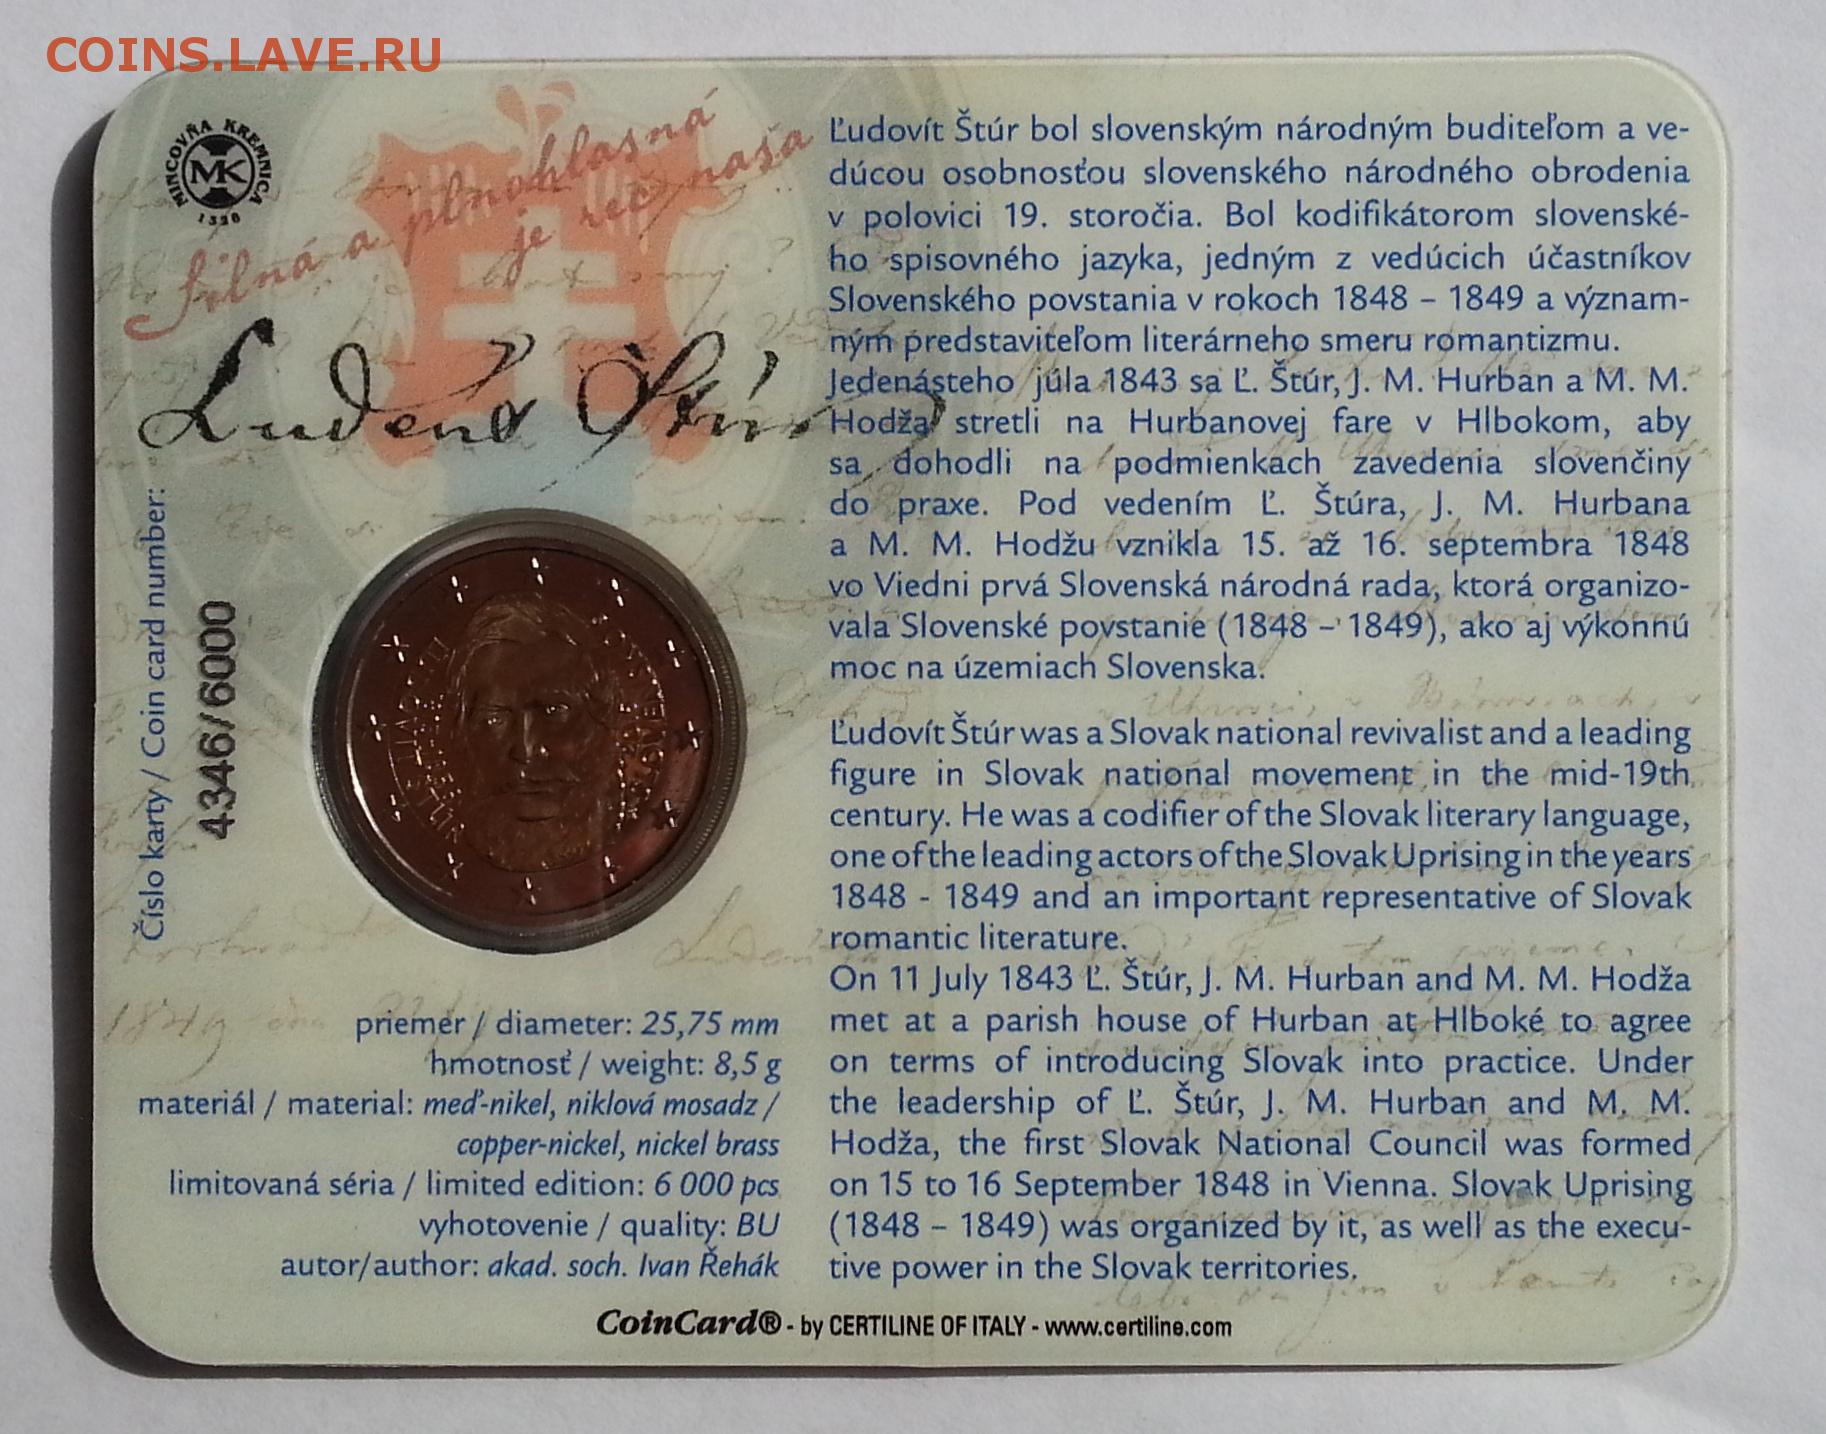 COINS.LAVE.RU
MINCOVŇA KREMNICA
MK
1328
silná a plnohlasná
je reč naša
Ľudevít Štúr
Číslo karty / Coin card number:
4346/6000
ĽUDOVÍT ŠTÚR
SLOVENSKO
priemer / diameter: 25,75 mm
hmotnosť / weight: 8,5 g
materiál / material: meď-nikel, niklová mosadz /
copper-nickel, nickel brass
limitovaná séria / limited edition: 6 000 pcs
vyhotovenie / quality: BU
autor/author: akad. soch. Ivan Řehák
Ľudovít Štúr bol slovenským národným buditeľom a ve-
dúcou osobnosťou slovenského národného obrodenia
v polovici 19. storočia. Bol kodifikátorom slovenské-
ho spisovného jazyka, jedným z vedúcich účastníkov
Slovenského povstania v rokoch 1848 – 1849 a význam-
ným predstaviteľom literárneho smeru romantizmu.
Jedenásteho júla 1843 sa Ľ. Štúr, J. M. Hurban a M. M.
Hodža stretli na Hurbanovej fare v Hlbokom, aby
sa dohodli na podmienkach zavedenia slovenčiny
do praxe. Pod vedením Ľ. Štúra, J. M. Hurbana
a M. M. Hodžu vznikla 15. až 16. septembra 1848
vo Viedni prvá Slovenská národná rada, ktorá organizo-
vala Slovenské povstanie (1848 – 1849), ako aj výkonnú
moc na územiach Slovenska.
Ľudovít Štúr was a Slovak national revivalist and a leading
figure in Slovak national movement in the mid-19th
century. He was a codifier of the Slovak literary language,
one of the leading actors of the Slovak Uprising in the years
1848 - 1849 and an important representative of Slovak
romantic literature.
On 11 July 1843 Ľ. Štúr, J. M. Hurban and M. M. Hodža
met at a parish house of Hurban at Hlboké to agree
on terms of introducing Slovak into practice. Under
the leadership of Ľ. Štúr, J. M. Hurban and M. M.
Hodža, the first Slovak National Council was formed
on 15 to 16 September 1848 in Vienna. Slovak Uprising
(1848 – 1849) was organized by it, as well as the execu-
tive power in the Slovak territories.
CoinCard® - by CERTILINE OF ITALY - www.certiline.com